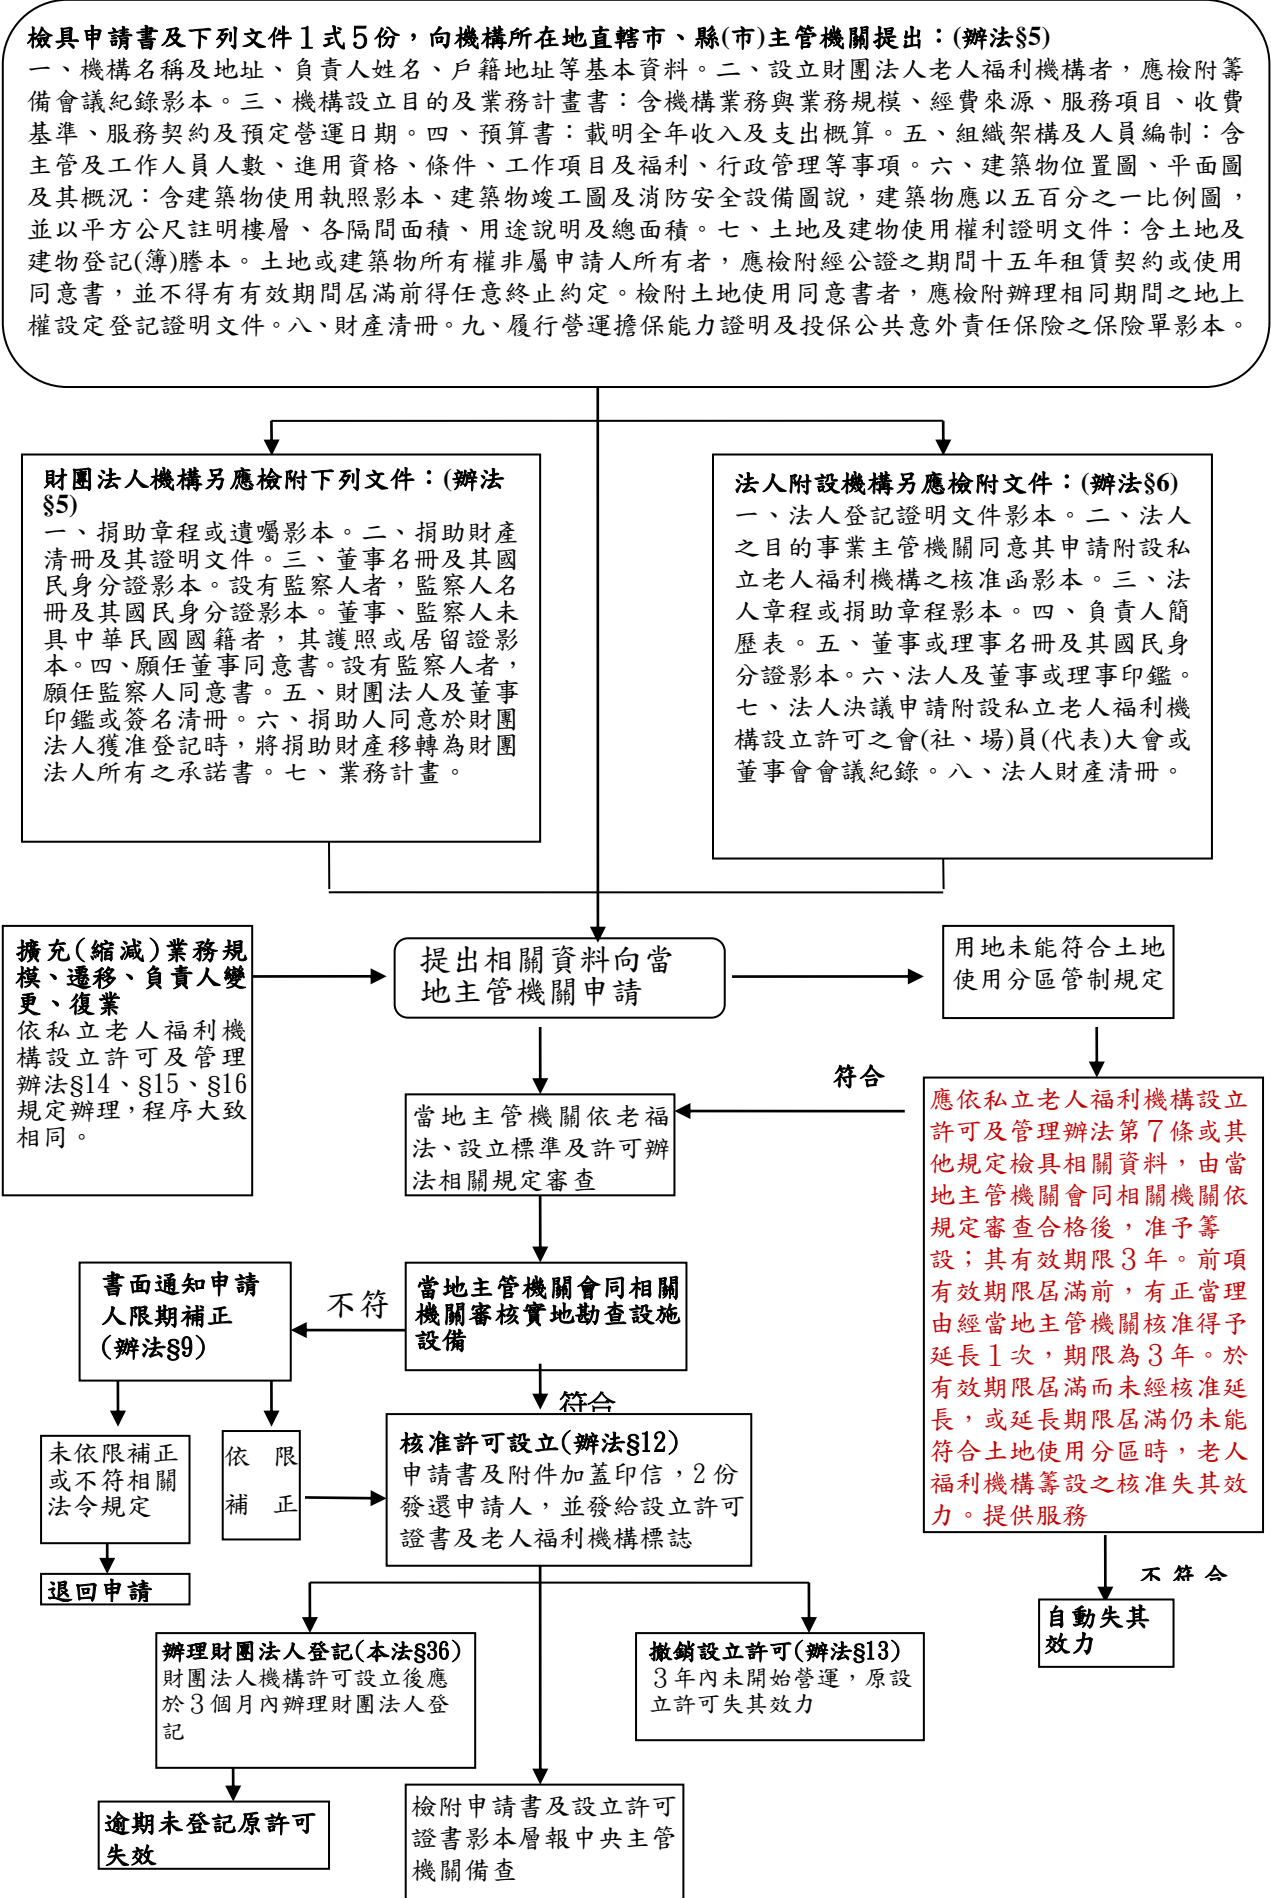 檢具申請書及下列文件１式５份，向機構所在地直轄市、縣(市)主管機關提出：(辦法§5)
一、機構名稱及地址、負責人姓名、戶籍地址等基本資料。二、設立財團法人老人福利機構者，應檢附籌
備會議紀錄影本。三、機構設立目的及業務計畫書：含機構業務與業務規模、經費來源、服務項目、收費
基準、服務契約及預定營運日期。四、預算書：載明全年收入及支出概算。五、組織架構及人員編制：含
主管及工作人員人數、進用資格、條件、工作項目及福利、行政管理等事項。六、建築物位置圖、平面圖
及其概況：含建築物使用執照影本、建築物竣工圖及消防安全設備圖說，建築物應以五百分之一比例圖，
並以平方公尺註明樓層、各隔間面積、用途說明及總面積。七、土地及建物使用權利證明文件：含土地及
建物登記(簿)謄本。土地或建築物所有權非屬申請人所有者，應檢附經公證之期間十五年租賃契約或使用
同意書，並不得有有效期間屆滿前得任意終止約定。檢附土地使用同意書者，應檢附辦理相同期間之地上
權設定登記證明文件。八、財產清冊。九、履行營運擔保能力證明及投保公共意外責任保險之保險單影本。
財團法人機構另應檢附下列文件：(辦法
§5)
一、捐助章程或遺囑影本。二、捐助財產
清冊及其證明文件。三、董事名冊及其國
民身分證影本。設有監察人者，監察人名
冊及其國民身分證影本。董事、監察人未
具中華民國國籍者，其護照或居留證影
本。四、願任董事同意書。設有監察人者，
願任監察人同意書。五、財團法人及董事
印鑑或簽名清冊。六、捐助人同意於財團
法人獲准登記時，將捐助財產移轉為財團
法人所有之承諾書。七、業務計畫。
法人附設機構另應檢附文件：(辦法§6)
一、法人登記證明文件影本。二、法人
之目的事業主管機關同意其申請附設私
立老人福利機構之核准函影本。三、法
人章程或捐助章程影本。四、負責人簡
歷表。五、董事或理事名冊及其國民身
分證影本。六、法人及董事或理事印鑑。
七、法人決議申請附設私立老人福利機
構設立許可之會(社、場)員(代表)大會或
董事會會議紀錄。八、法人財產清冊。
擴充(縮減)業務規
模、遷移、負責人變
更、復業
依私立老人福利機
構設立許可及管理
辦法§14、§15、§16
規定辦理，程序大致
相同。
提出相關資料向當
地主管機關申請
用地未能符合土地
使用分區管制規定
符合
當地主管機關依老福
法、設立標準及許可辦
法相關規定審查
應依私立老人福利機構設立
許可及管理辦法第７條或其
他規定檢具相關資料，由當
地主管機關會同相關機關依
規定審查合格後，准予籌
設；其有效期限３年。前項
有效期限屆滿前，有正當理
由經當地主管機關核准得予
延長１次，期限為３年。於
有效期限屆滿而未經核准延
長，或延長期限屆滿仍未能
符合土地使用分區時，老人
福利機構籌設之核准失其效
力。提供服務
書面通知申請
人限期補正
(辦法§9)
不符
當地主管機關會同相關
機關審核實地勘查設施
設備
符合
未依限補正
或不符相關
法令規定
依 限
補 正
核准許可設立(辦法§12)
申請書及附件加蓋印信，２份
發還申請人，並發給設立許可
證書及老人福利機構標誌
退回申請
不 符 合
自動失其
效力
辦理財團法人登記(本法§36)
財團法人機構許可設立後應
於３個月內辦理財團法人登
記
撤銷設立許可(辦法§13)
３年內未開始營運，原設
立許可失其效力
逾期未登記原許可
失效
檢附申請書及設立許可
證書影本層報中央主管
機關備查